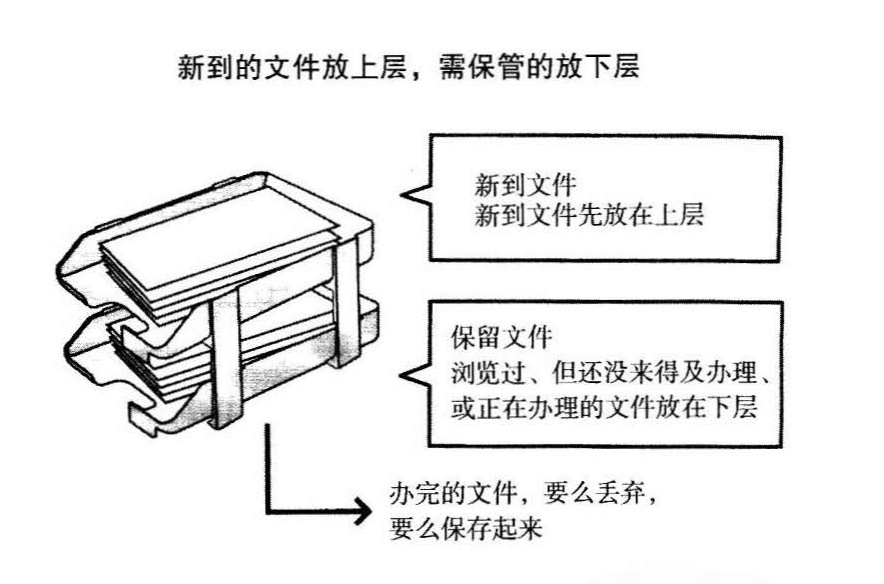 新到的文件放上层，需保管的放下层
新到文件
新到文件先放在上层
保留文件
浏览过、但还没来得及办理、
或正在办理的文件放在下层
办完的文件，要么丢弃，
要么保存起来